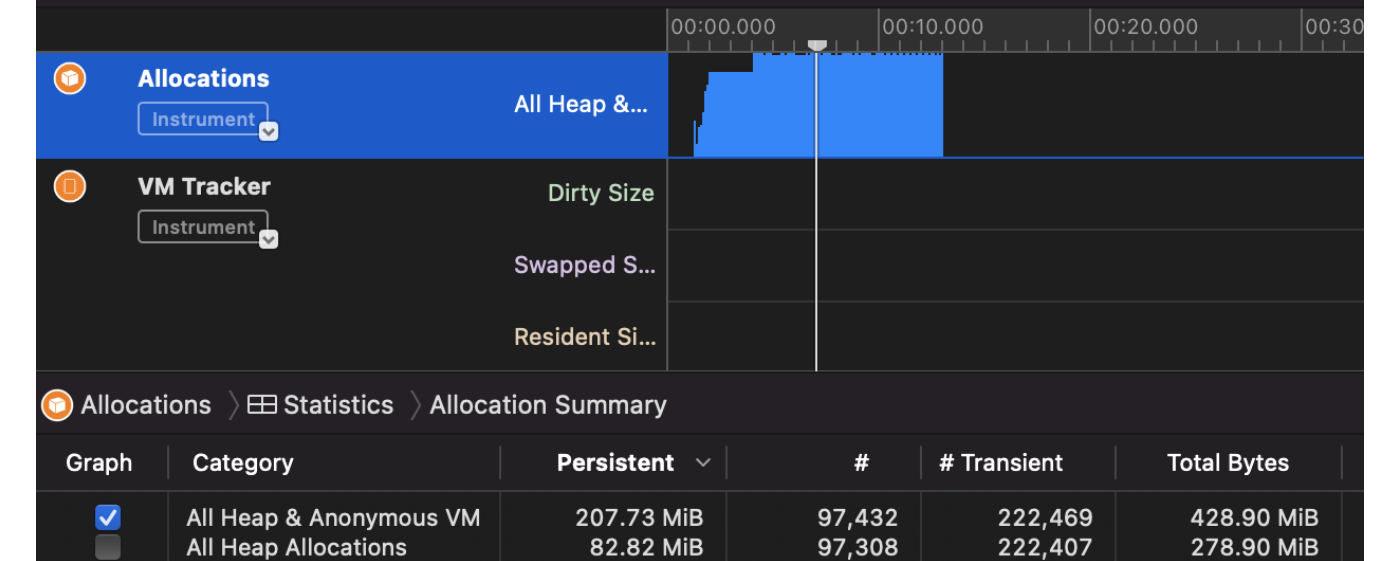 00:00.000 00:10.000 00:20.000 00:30
Allocations
Instrument
All Heap &...
VM Tracker
Instrument
Dirty Size
Swapped S...
Resident Si...
Allocations Statistics Allocation Summary
Graph Category Persistent # # Transient Total Bytes
All Heap & Anonymous VM 207.73 MiB 97,432 222,469 428.90 MiB
All Heap Allocations 82.82 MiB 97,308 222,407 278.90 MiB